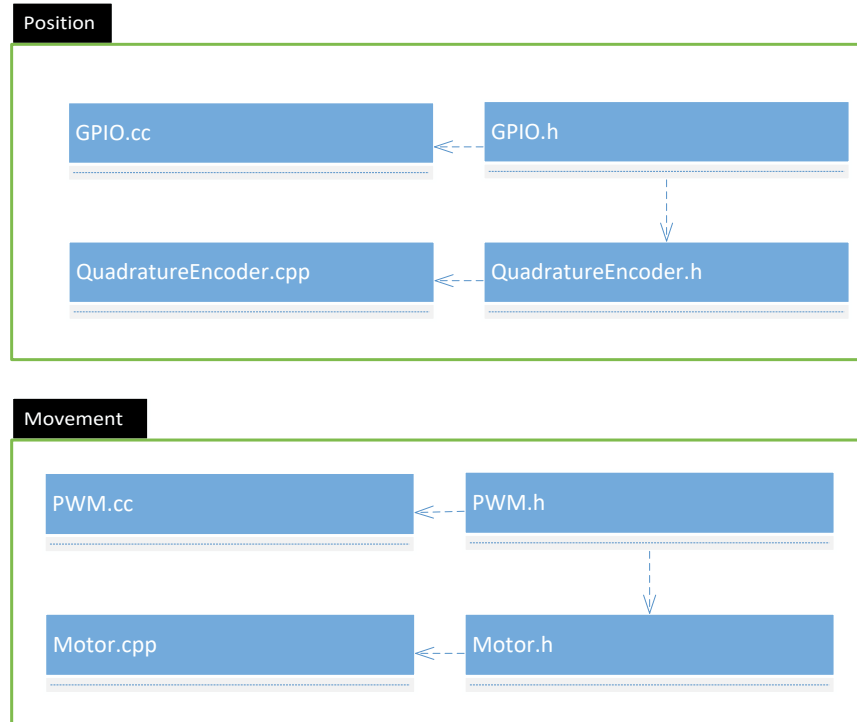 Position
GPIO.cc
GPIO.h
QuadratureEncoder.cpp
QuadratureEncoder.h
Movement
PWM.cc
PWM.h
Motor.cpp
Motor.h